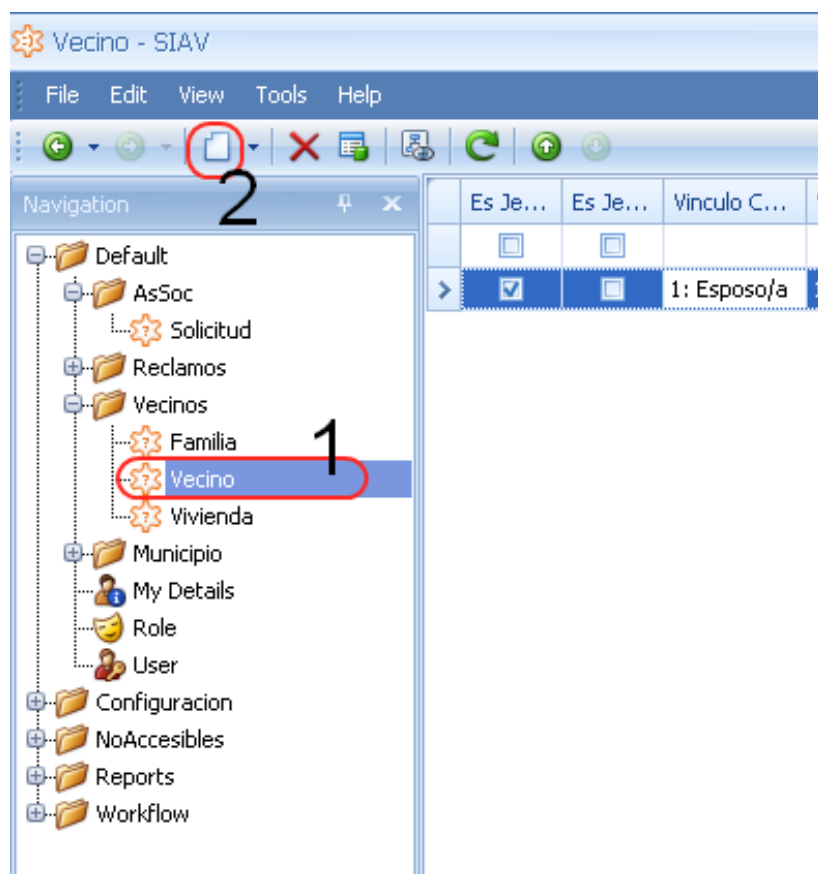 Vecino - SIAV
File Edit View Tools Help
2
Navigation
Es Je... Es Je... Vinculo C...
Default
AsSoc
1: Esposo/a
Solicitud
Reclamos
Vecinos
Familia
1
Vecino
Vivienda
Municipio
My Details
Role
User
Configuracion
NoAccesibles
Reports
Workflow